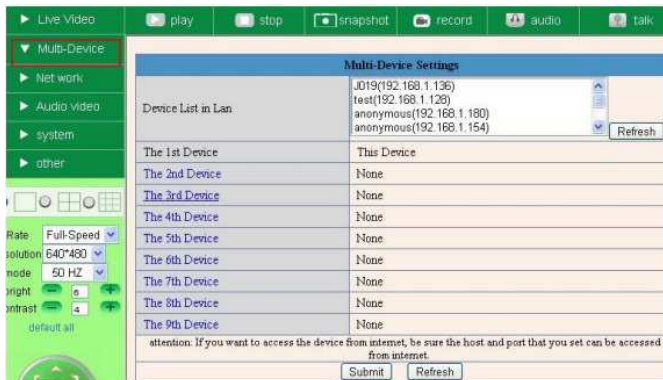 Live Video
play
stop
snapshot
record
audio
talk
Multi-Device
Net work
Audio video
system
other
Rate Full-Speed
solution 640*480
mode 50 HZ
bright 6
ontrast 4
default all
Multi-Device Settings
Device List in Lan
J019(192.168.1.136)
test(192.168.1.128)
anonymous(192.168.1.180)
anonymous(192.168.1.154)
Refresh
The 1st Device This Device
The 2nd Device None
The 3rd Device None
The 4th Device None
The 5th Device None
The 6th Device None
The 7th Device None
The 8th Device None
The 9th Device None
attention: If you want to access the device from internet, be sure the host and port that you set can be accessed
from internet.
Submit Refresh